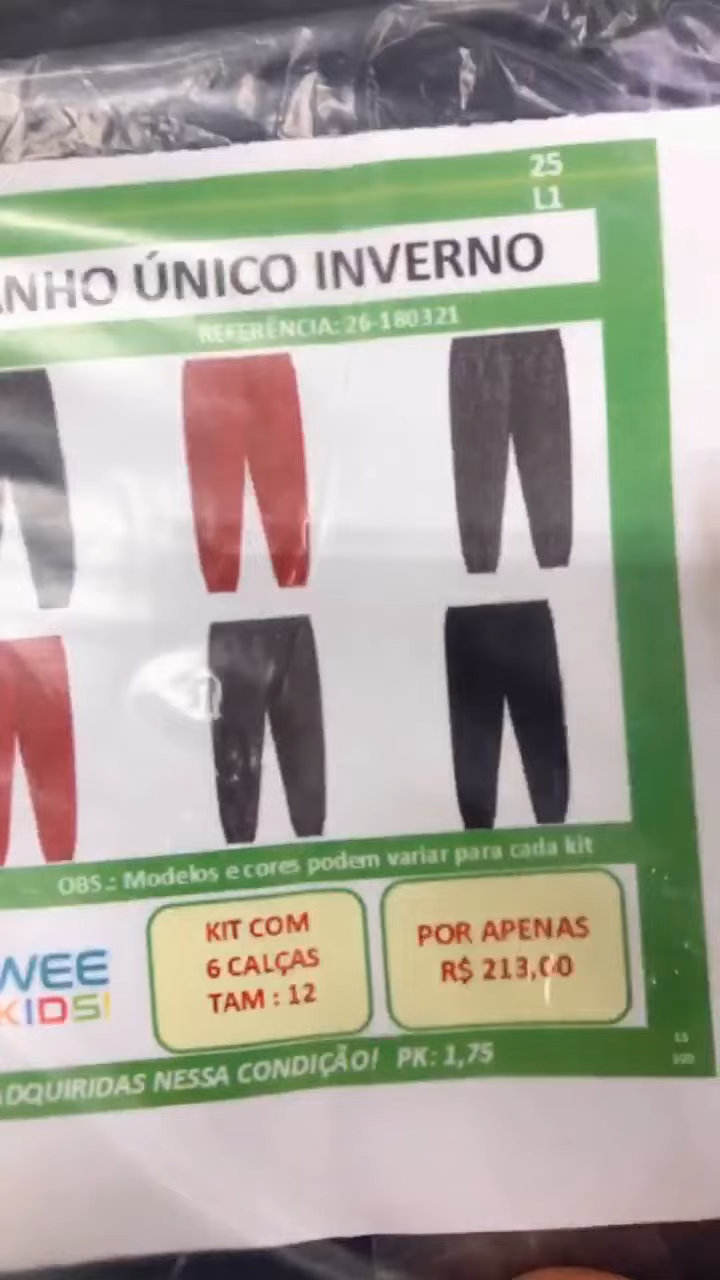 25
L1
ANHO ÚNICO INVERNO
REFERÊNCIA: 26-180321
OBS.: Modelos e cores podem variar para cada kit
WEE
KIDS!
KIT COM
6 CALÇAS
TAM : 12
POR APENAS
R$ 213,00
ADQUIRIDAS NESSA CONDIÇÃO! PK: 1,75